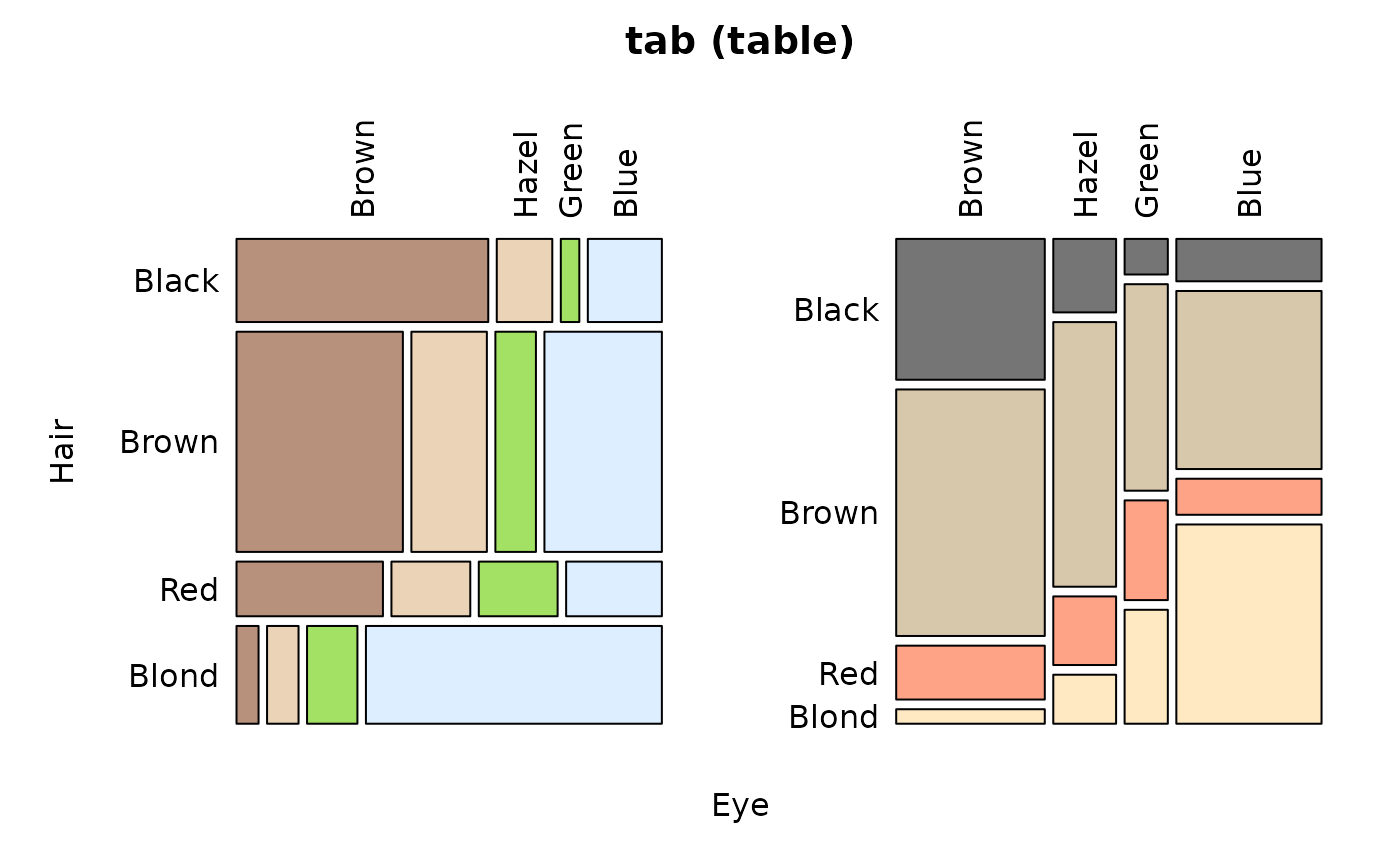 tab (table)
Brown
Hazel
Green
Blue
Black
Brown
Red
Blond
Hair
Brown
Hazel
Green
Blue
Black
Brown
Red
Blond
Eye